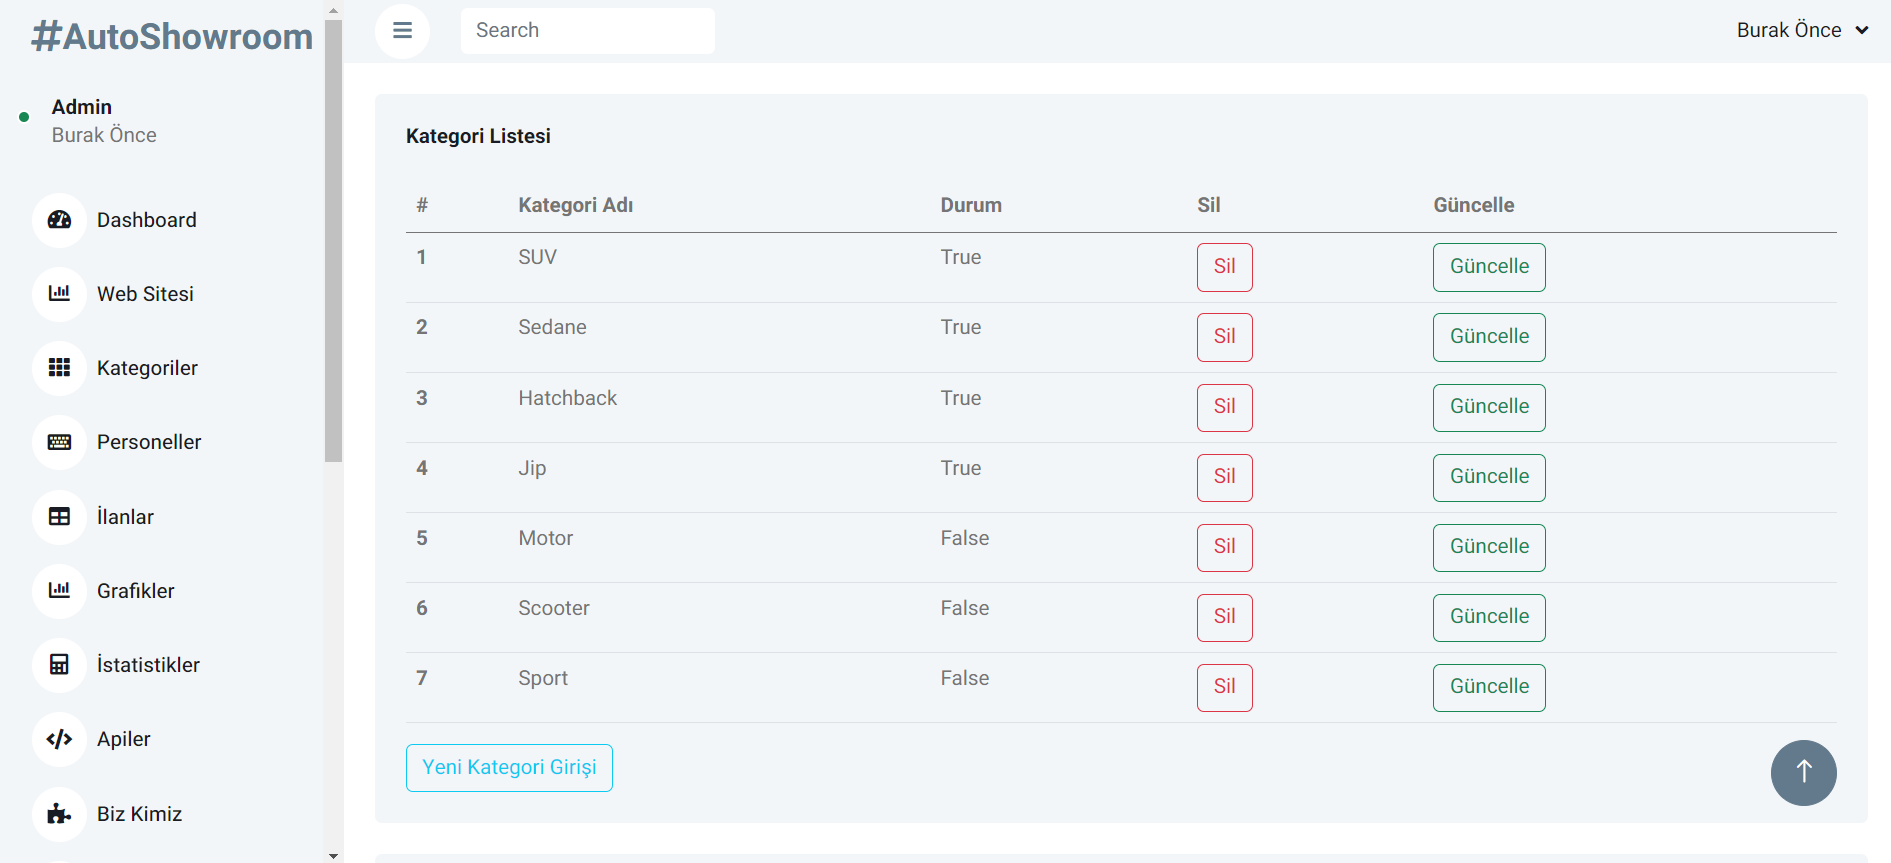 #AutoShowroom
Admin
Burak Önce
Dashboard
Web Sitesi
Kategoriler
Personeller
İlanlar
Grafikler
İstatistikler
Apiler
Biz Kimiz
Search
Burak Önce
Kategori Listesi
# Kategori Adı Durum Sil Güncelle
1 SUV True Sil Güncelle
2 Sedane True Sil Güncelle
3 Hatchback True Sil Güncelle
4 Jip True Sil Güncelle
5 Motor False Sil Güncelle
6 Scooter False Sil Güncelle
7 Sport False Sil Güncelle
Yeni Kategori Girişi